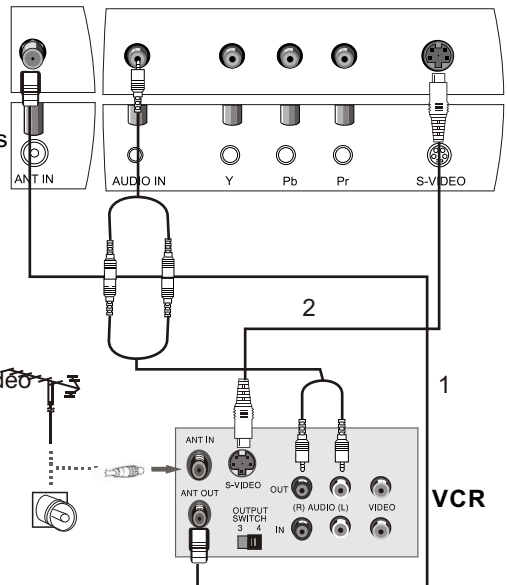 s
ANT IN
AUDIO IN Y Pb Pr S-VIDEO
2
1
deo
ANT IN
S-VIDEO
OUT
ANT OUT
(R) AUDIO (L) VIDEO
VCR
OUTPUT
SWITCH
3 4
IN